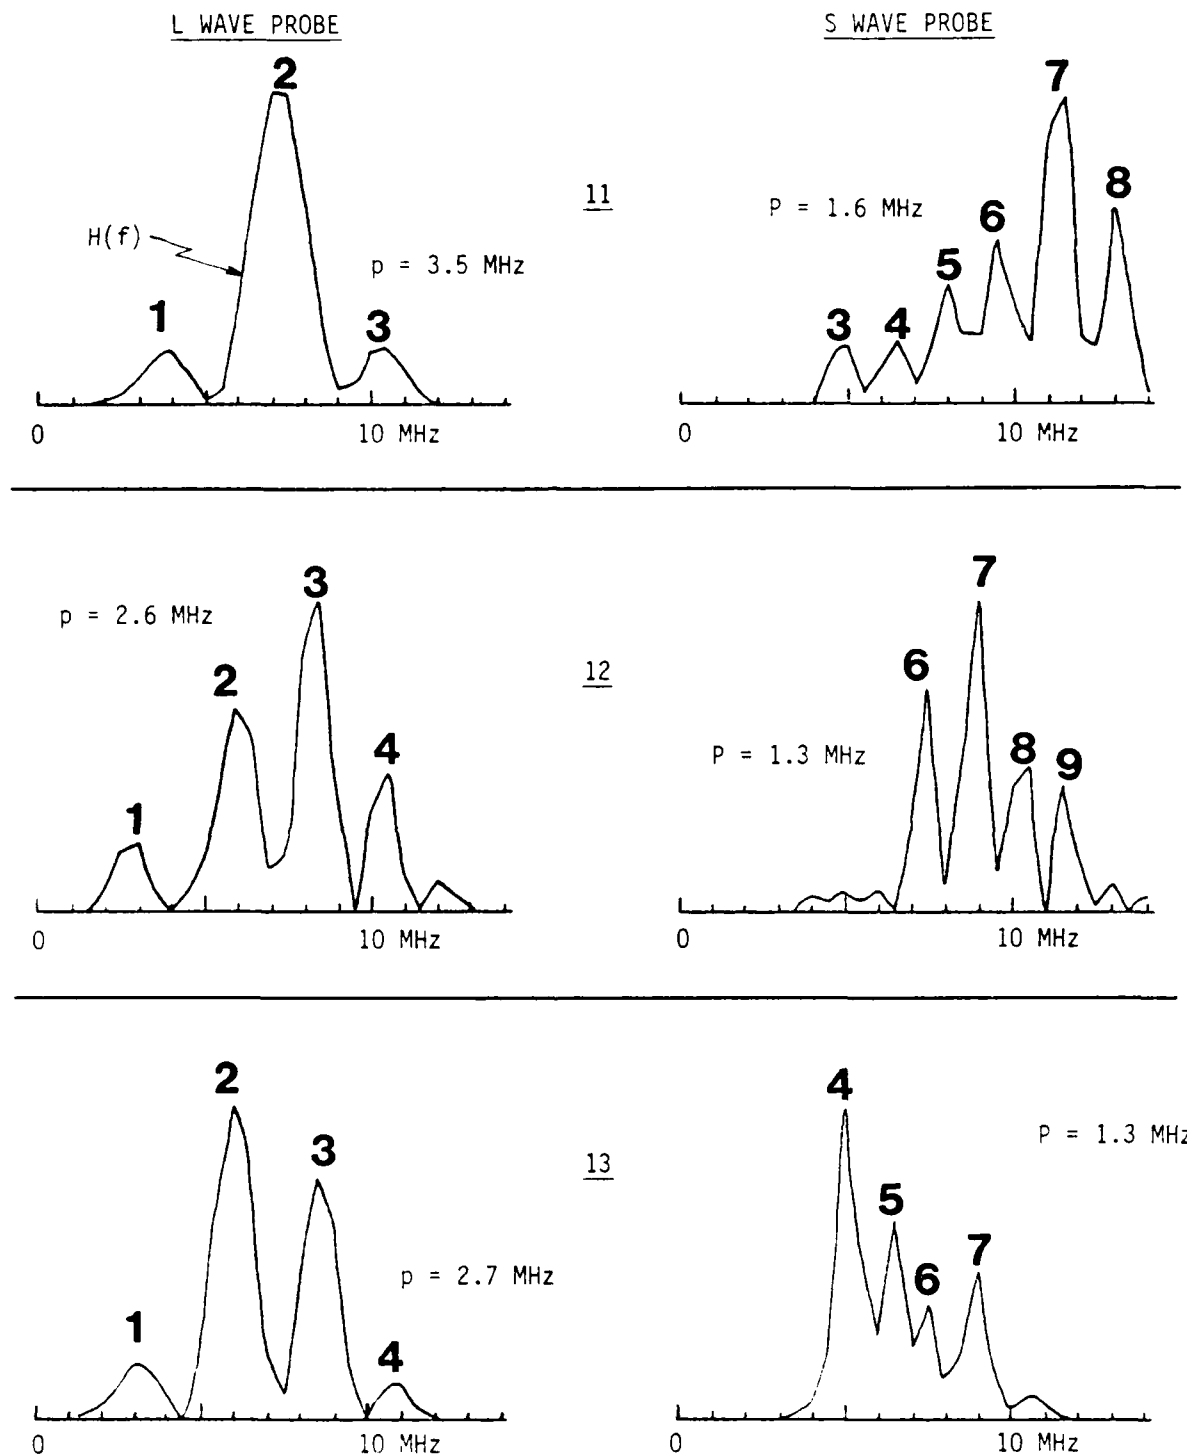 L WAVE PROBE
S WAVE PROBE
2
7
11
8
P = 1.6 MHz
6
H(f)
p = 3.5 MHz
5
1
3
3
4
0
10 MHz
0
10 MHz
3
7
p = 2.6 MHz
12
2
6
4
P = 1.3 MHz
8
9
1
0
10 MHz
0
10 MHz
2
4
3
13
P = 1.3 MHz
5
7
6
p = 2.7 MHz
1
4
0
10 MHz
0
10 MHz